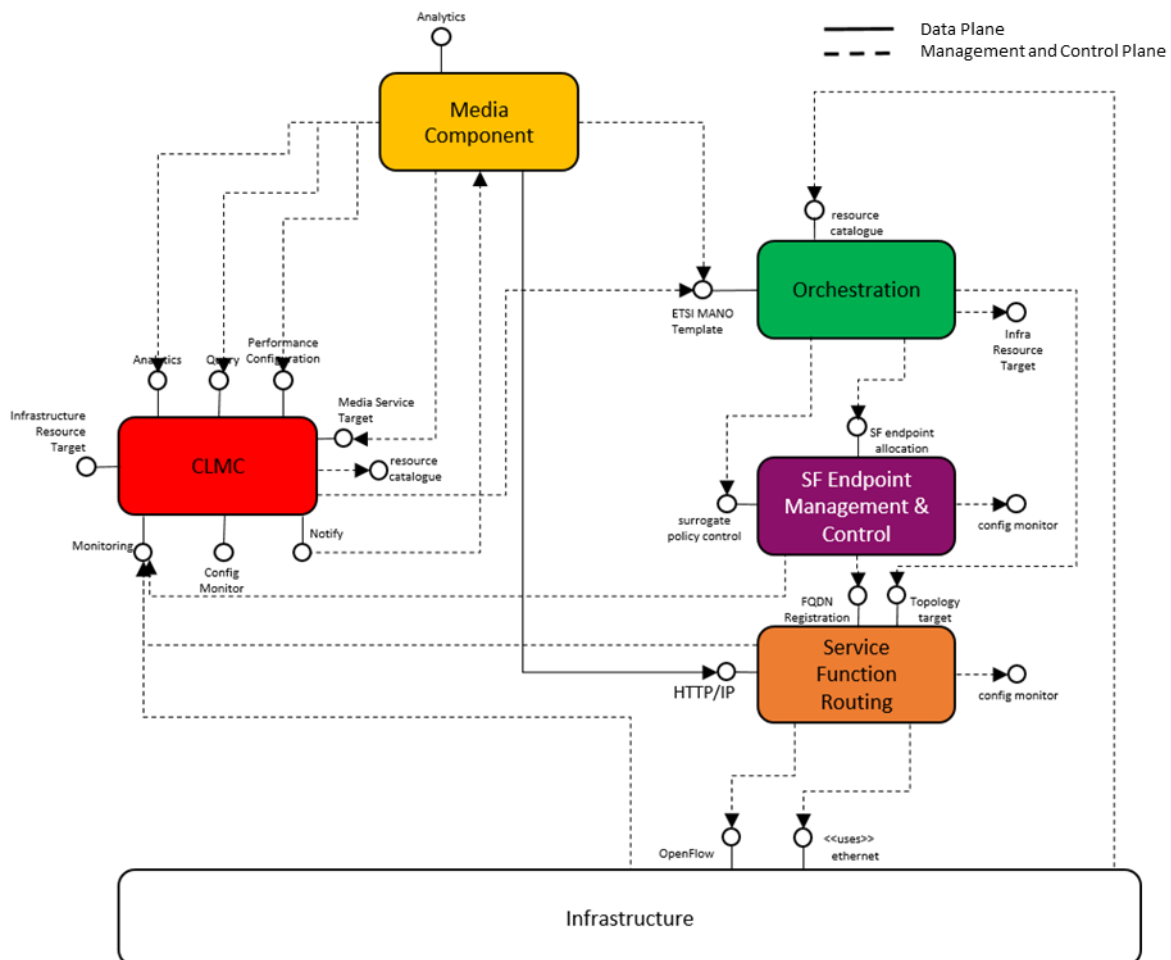 Analytics
Data Plane
Management and Control Plane
Media
Component
resource
catalogue
Orchestration
ETSI MANO
Template
Infra
Resource
Target
Analytics
Query
Performance
Configuration
Infrastructure
Resource
Target
Media Service
Target
CLMC
resource
catalogue
SF endpoint
allocation
SF Endpoint
Management &
Control
surrogate
policy control
config monitor
Monitoring
Config
Monitor
Notify
FQDN
Registration
Topology
target
Service
Function
Routing
HTTP/IP
config monitor
OpenFlow
<<uses>>
ethernet
Infrastructure